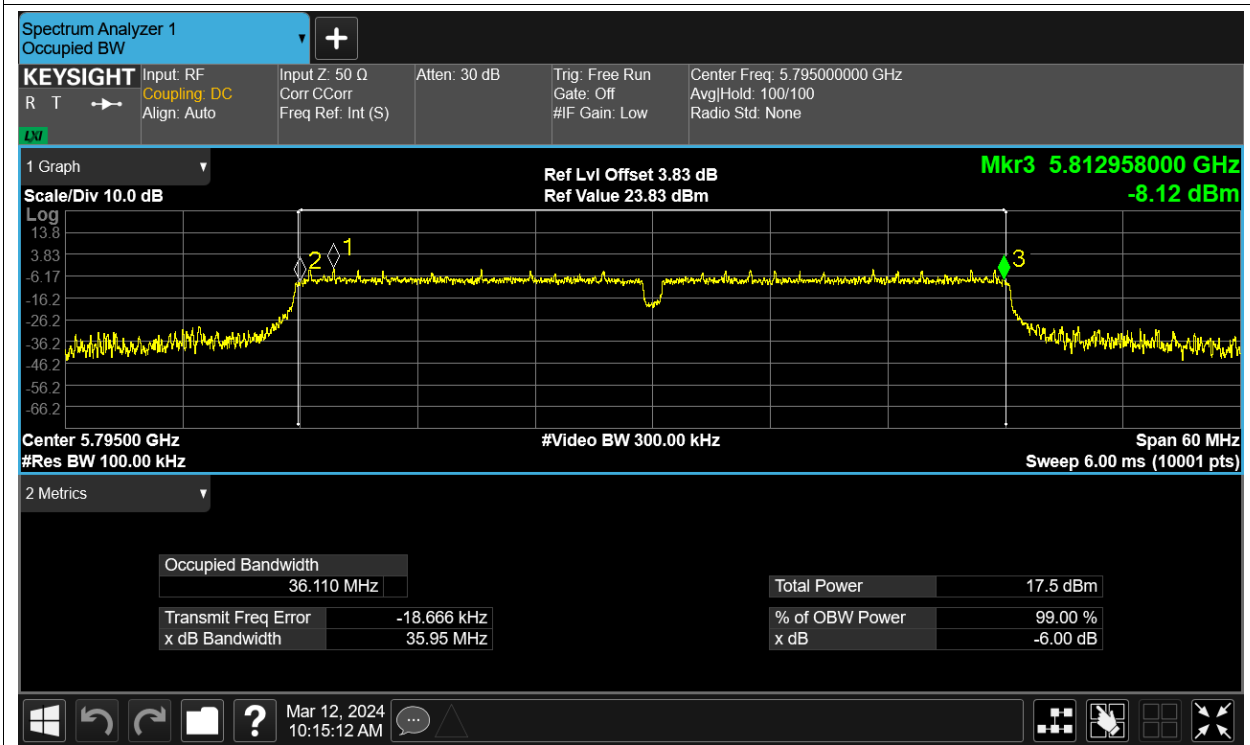 Spectrum Analyzer 1
Occupied BW
KEYSIGHT
R T
LXI
Input: RF
Coupling: DC
Align: Auto
Input Z: 50 Ω
Corr CCorr
Freq Ref: Int (S)
Atten: 30 dB
Trig: Free Run
Gate: Off
#IF Gain: Low
Center Freq: 5.795000000 GHz
Avg|Hold: 100/100
Radio Std: None
1 Graph
Scale/Div 10.0 dB
Ref Lvl Offset 3.83 dB
Ref Value 23.83 dBm
Mkr3 5.812958000 GHz
-8.12 dBm
Log
13.8
3.83
-6.17
-16.2
-26.2
-36.2
-46.2
-56.2
-66.2
2
1
3
Center 5.79500 GHz
#Res BW 100.00 kHz
#Video BW 300.00 kHz
Span 60 MHz
Sweep 6.00 ms (10001 pts)
2 Metrics
Occupied Bandwidth
36.110 MHz
Transmit Freq Error -18.666 kHz
x dB Bandwidth 35.95 MHz
Total Power 17.5 dBm
% of OBW Power 99.00 %
x dB -6.00 dB
?
Mar 12, 2024
10:15:12 AM